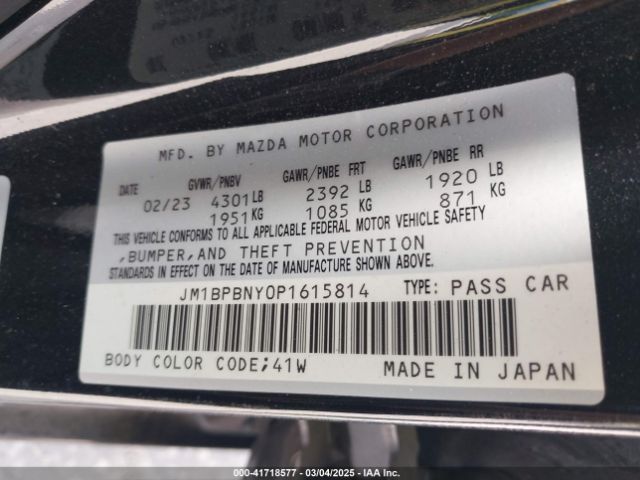 MFD. BY MAZDA MOTOR CORPORATION
DATE GVWR/PNBV GAWR/PNBE FRT GAWR/PNBE RR
02/23 4301LB 2392 LB 1920 LB
1951KG 1085 KG 871 KG
THIS VEHICLE CONFORMS TO ALL APPLICABLE FEDERAL MOTOR VEHICLE SAFETY
,BUMPER,AND THEFT PREVENTION
STANDARDS IN EFFECT ON THE DATE OF MANUFACTURE SHOWN ABOVE.
JM1BPBNY0P1615814 TYPE: PASS CAR
BODY COLOR CODE;41W MADE IN JAPAN
000-41718577 - 03/04/2025 - IAA Inc.